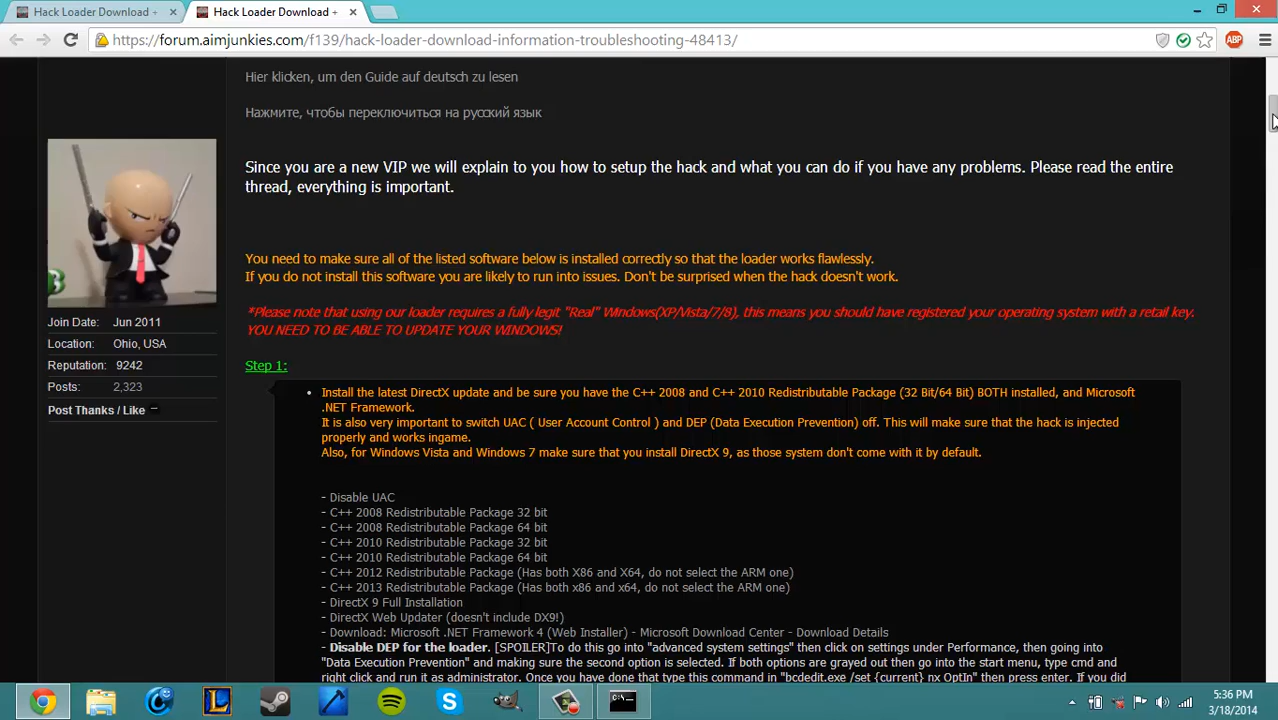 Hack Loader Download +
Hack Loader Download +
https://forum.aimjunkies.com/f139/hack-loader-download-information-troubleshooting-48413/
ABP
Hier klicken, um den Guide auf deutsch zu lesen
Нажмите, чтобы переключиться на русский язык
Since you are a new VIP we will explain to you how to setup the hack and what you can do if you have any problems. Please read the entire
thread, everything is important.
You need to make sure all of the listed software below is installed correctly so that the loader works flawlessly.
If you do not install this software you are likely to run into issues. Don't be surprised when the hack doesn't work.
*Please note that using our loader requires a fully legit "Real" Windows(XP/Vista/7/8), this means you should have registered your operating system with a retail key.
YOU NEED TO BE ABLE TO UPDATE YOUR WINDOWS!
Join Date: Jun 2011
Location: Ohio, USA
Reputation: 9242
Posts: 2,323
Post Thanks / Like
Step 1:
Install the latest DirectX update and be sure you have the C++ 2008 and C++ 2010 Redistributable Package (32 Bit/64 Bit) BOTH installed, and Microsoft
.NET Framework.
It is also very important to switch UAC ( User Account Control ) and DEP (Data Execution Prevention) off. This will make sure that the hack is injected
properly and works ingame.
Also, for Windows Vista and Windows 7 make sure that you install DirectX 9, as those system don't come with it by default.
- Disable UAC
- C++ 2008 Redistributable Package 32 bit
- C++ 2008 Redistributable Package 64 bit
- C++ 2010 Redistributable Package 32 bit
- C++ 2010 Redistributable Package 64 bit
- C++ 2012 Redistributable Package (Has both X86 and X64, do not select the ARM one)
- C++ 2013 Redistributable Package (Has both x86 and x64, do not select the ARM one)
- DirectX 9 Full Installation
- DirectX Web Updater (doesn't include DX9!)
- Download: Microsoft .NET Framework 4 (Web Installer) - Microsoft Download Center - Download Details
- Disable DEP for the loader. [SPOILER]To do this go into "advanced system settings" then click on settings under Performance, then going into
"Data Execution Prevention" and making sure the second option is selected. If both options are grayed out then go into the start menu, type cmd and
right click and run it as administrator. Once you have done that type this command in "bcdedit.exe /set {current} nx OptIn" then press enter. If you did
5:36 PM
3/18/2014